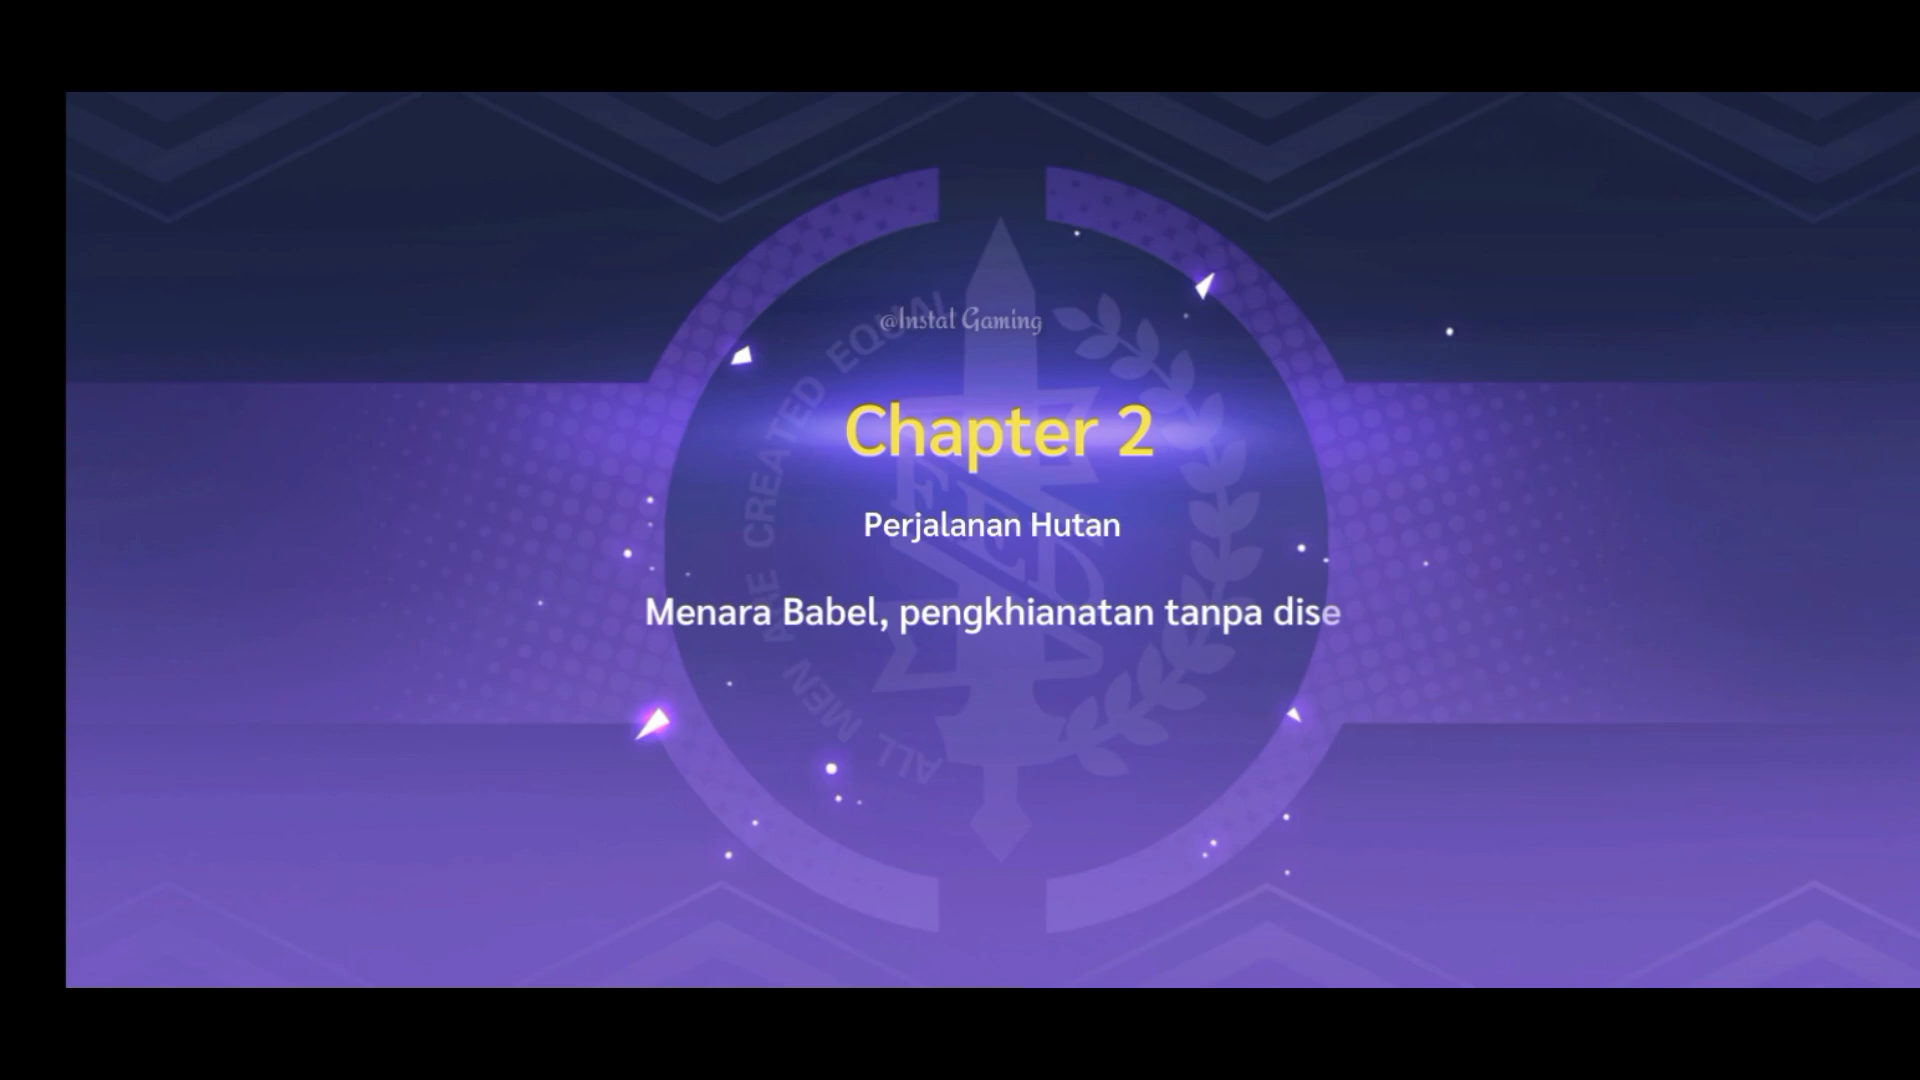 @Instal Gaming
Chapter 2
Perjalanan Hutan
Menara Babel, pengkhianatan tanpa dise
ALL MEN ARE CREATED EQUAL